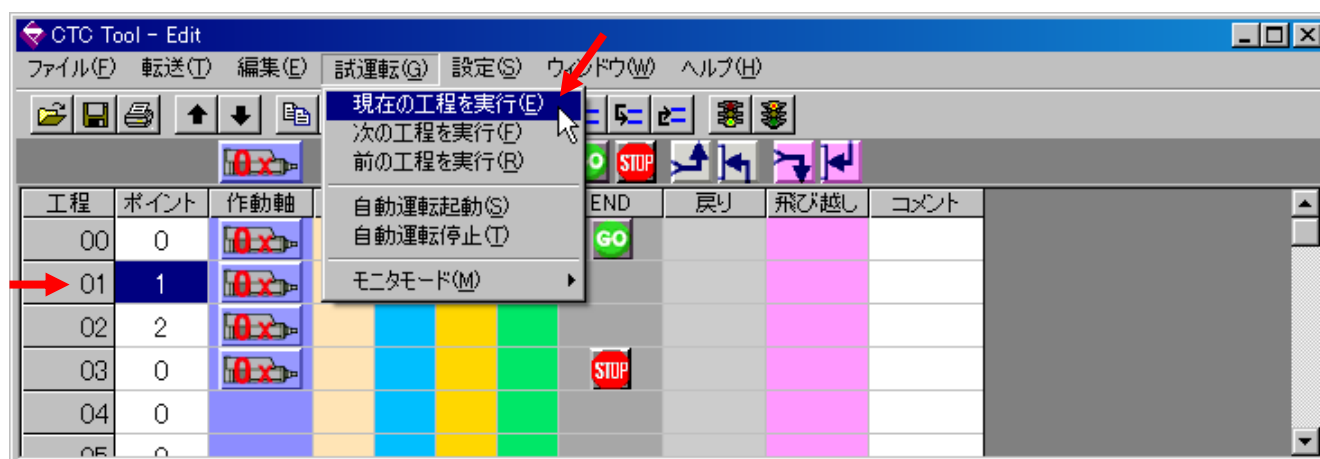 CTC Tool - Edit
ファイル(F) 転送(T) 編集(E) 試運転(G) 設定(S) ウィンドウ(W) ヘルプ(H)
現在の工程を実行(E)
次の工程を実行(F)
前の工程を実行(R)
自動運転起動(S)
自動運転停止(T)
モニタモード(M)
0x STOP
工程 ポイント 作動軸 END 戻り 飛び越し コメント
00 0 0x GO
01 1 0x
02 2 0x
03 0 0x STOP
04 0